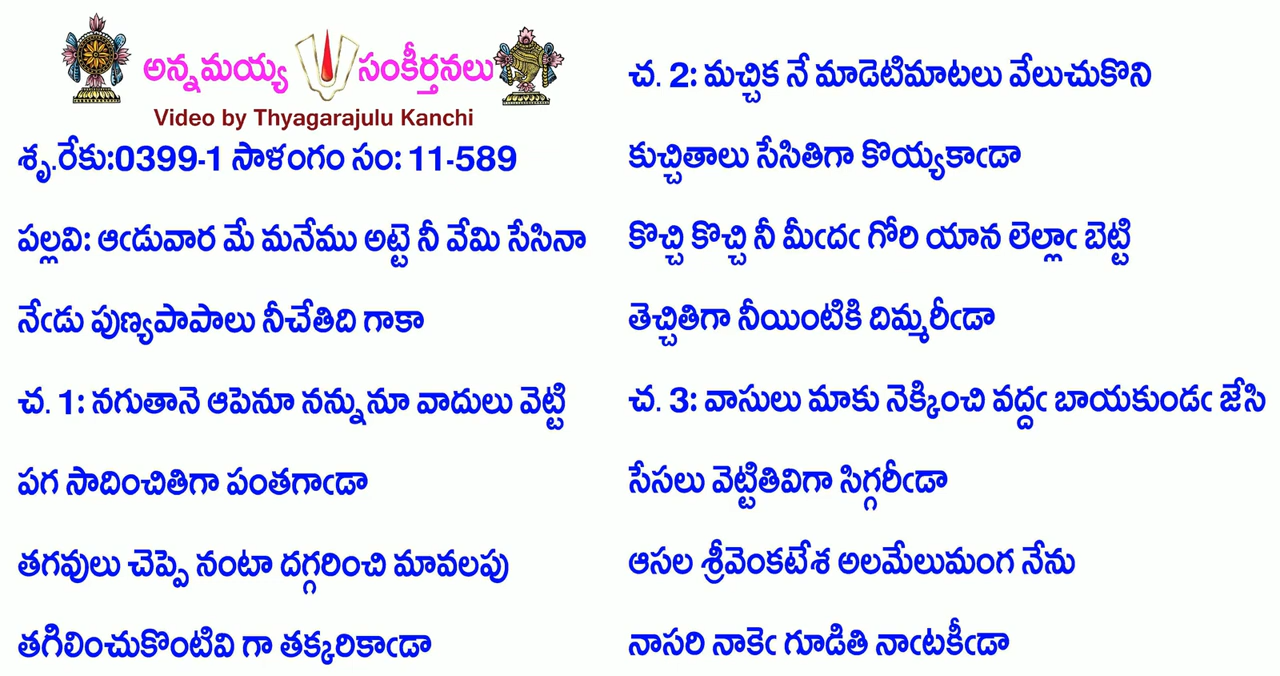 అన్నమయ్య సంకీర్తనలు
Video by Thyagarajulu Kanchi
శృ.రేకు:0399-1 సాళంగం సం: 11-589
పల్లవి: ఆఁడువార మే మనేము అట్టె నీ వేమి సేసినా
నేఁడు పుణ్యపాపాలు నీచేతిది గాకా
చ. 1: నగుతానె ఆపెనూ నన్నునూ వాదులు వెట్టి
పగ సాదించితిగా పంతగాఁడా
తగవులు చెప్పె నంటా దగ్గరించి మావలపు
తగిలించుకొంటివి గా తక్కరికాఁడా
చ. 2: మచ్చిక నే మాడెటిమాటలు వేలుచుకొని
కుచ్చితాలు సేసితిగా కొయ్యకాఁడా
కొచ్చి కొచ్చి నీ మీఁదఁ గోరి యాన లెల్లాఁ బెట్టి
తెచ్చితిగా నీయింటికి దిమ్మరీఁడా
చ. 3: వాసులు మాకు నెక్కించి వద్దఁ బాయకుండఁ జేసి
సేసలు వెట్టితివిగా సిగ్గరీఁడా
ఆసల శ్రీవెంకటేశ అలమేలుమంగ నేను
నాసరి నాకెఁ గూడితి నాఁటకీఁడా